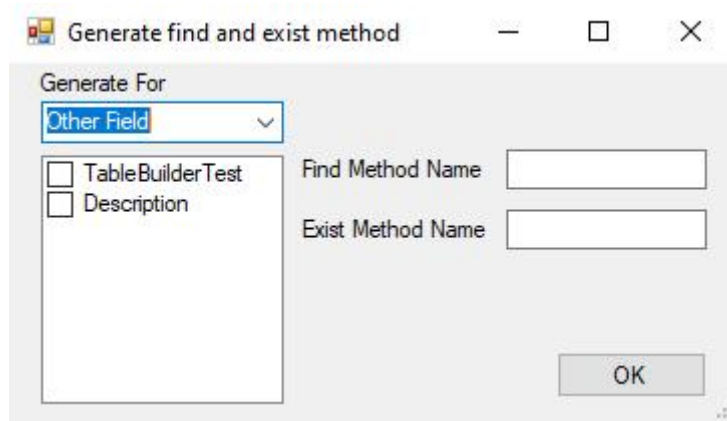 Generate find and exist method
Generate For
Other Field
TableBuilderTest
Description
Find Method Name
Exist Method Name
OK